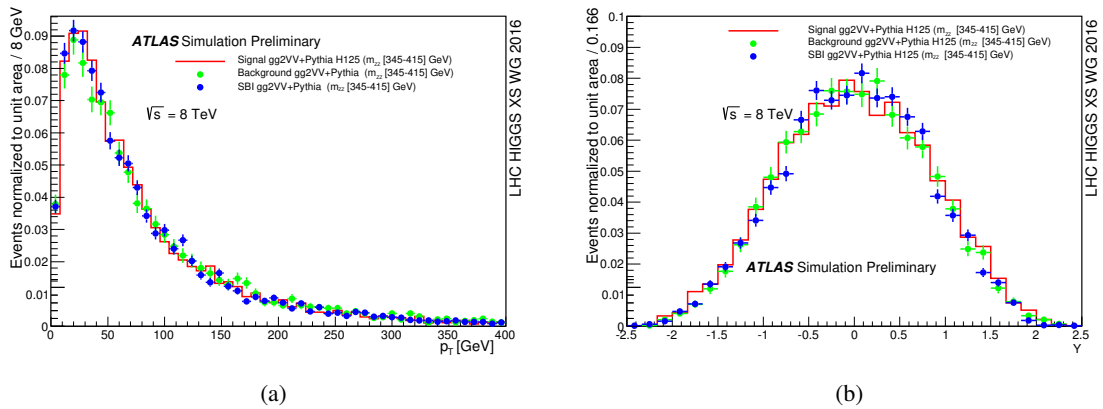 Events normalized to unit area / 8 GeV
0.09
0.08
0.07
0.06
0.05
0.04
0.03
0.02
0.01
0
ATLAS Simulation Preliminary
Signal gg2VV+Pythia H125 (mzz [345-415] GeV)
Background gg2VV+Pythia (mzz [345-415] GeV)
SBI gg2VV+Pythia (mzz [345-415] GeV)
√s = 8 TeV
0 50 100 150 200 250 300 350 400
pT [GeV]
LHC HIGGS XS WG 2016
(a)
Events normalized to unit area / 0.166
0.1
0.09
0.08
0.07
0.06
0.05
0.04
0.03
0.02
0.01
0
Signal gg2VV+Pythia H125 (mzz [345-415] GeV)
Background gg2VV+Pythia H125 (mzz [345-415] GeV)
SBI gg2VV+Pythia H125 (mzz [345-415] GeV)
√s = 8 TeV
ATLAS Simulation Preliminary
-2.5 -2 -1.5 -1 -0.5 0 0.5 1 1.5 2 2.5
Y
LHC HIGGS XS WG 2016
(b)